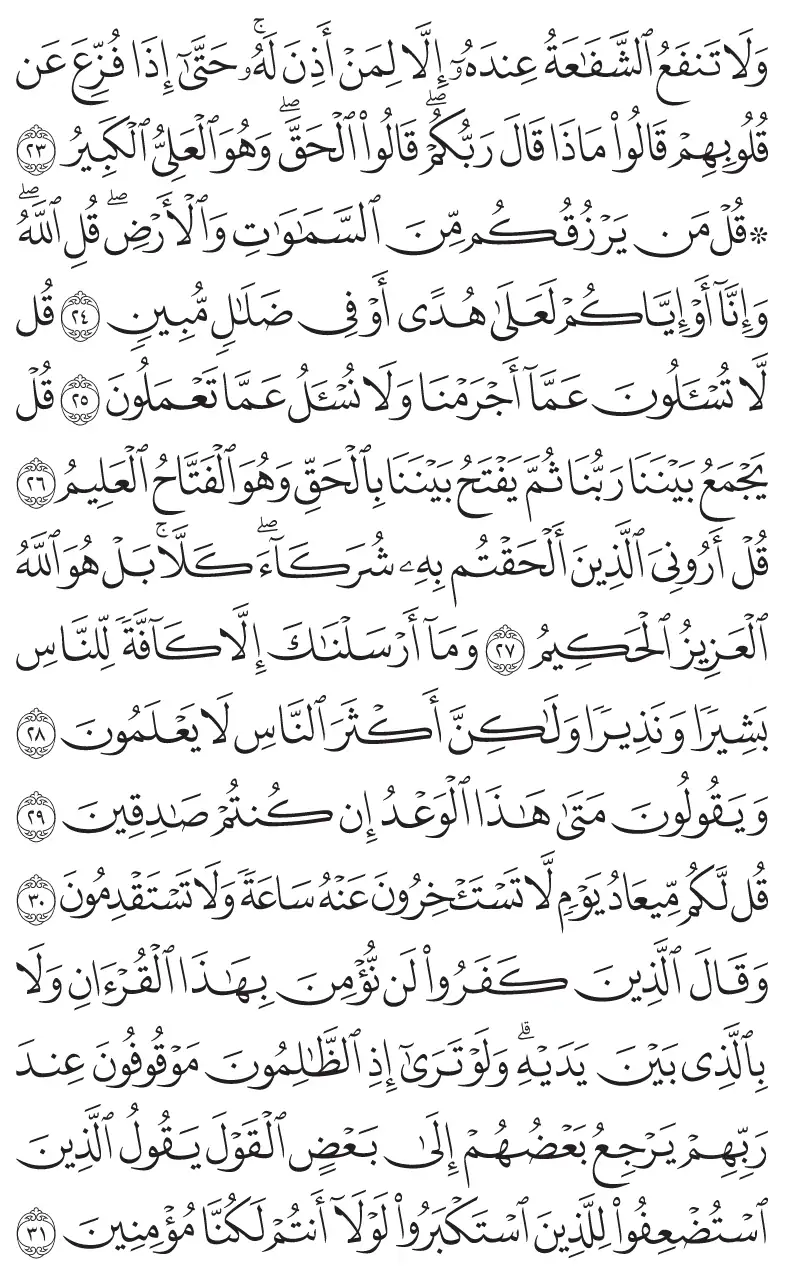 وَلَا تَنفَعُ ٱلشَّفَٰعَةُ عِندَهُۥٓ إِلَّا لِمَنْ أَذِنَ لَهُۥۚ حَتَّىٰٓ إِذَا فُزِّعَ عَن
قُلُوبِهِمْ قَالُوا۟ مَاذَا قَالَ رَبُّكُمْۖ قَالُوا۟ ٱلْحَقَّۖ وَهُوَ ٱلْعَلِىُّ ٱلْكَبِيرُ ٢٣
۞ قُلْ مَن يَرْزُقُكُم مِّنَ ٱلسَّمَٰوَٰتِ وَٱلْأَرْضِۖ قُلِ ٱللَّهُۖ
وَإِنَّآ أَوْ إِيَّاكُمْ لَعَلَىٰ هُدًى أَوْ فِى ضَلَٰلٍ مُّبِينٍ ٢٤ قُل
لَّا تُسْـَٔلُونَ عَمَّآ أَجْرَمْنَا وَلَا نُسْـَٔلُ عَمَّا تَعْمَلُونَ ٢٥ قُلْ
يَجْمَعُ بَيْنَنَا رَبُّنَا ثُمَّ يَفْتَحُ بَيْنَنَا بِٱلْحَقِّ وَهُوَ ٱلْفَتَّاحُ ٱلْعَلِيمُ ٢٦
قُلْ أَرُونِىَ ٱلَّذِينَ أَلْحَقْتُم بِهِۦ شُرَكَآءَۖ كَلَّاۚ بَلْ هُوَ ٱللَّهُ
ٱلْعَزِيزُ ٱلْحَكِيمُ ٢٧ وَمَآ أَرْسَلْنَٰكَ إِلَّا كَآفَّةً لِّلنَّاسِ
بَشِيرًا وَنَذِيرًا وَلَٰكِنَّ أَكْثَرَ ٱلنَّاسِ لَا يَعْلَمُونَ ٢٨
وَيَقُولُونَ مَتَىٰ هَٰذَا ٱلْوَعْدُ إِن كُنتُمْ صَٰدِقِينَ ٢٩
قُل لَّكُم مِّيعَادُ يَوْمٍ لَّا تَسْتَـْٔخِرُونَ عَنْهُ سَاعَةً وَلَا تَسْتَقْدِمُونَ ٣٠
وَقَالَ ٱلَّذِينَ كَفَرُوا۟ لَن نُّؤْمِنَ بِهَٰذَا ٱلْقُرْءَانِ وَلَا
بِٱلَّذِى بَيْنَ يَدَيْهِۗ وَلَوْ تَرَىٰٓ إِذِ ٱلظَّٰلِمُونَ مَوْقُوفُونَ عِندَ
رَبِّهِمْ يَرْجِعُ بَعْضُهُمْ إِلَىٰ بَعْضٍ ٱلْقَوْلَ يَقُولُ ٱلَّذِينَ
ٱسْتُضْعِفُوا۟ لِلَّذِينَ ٱسْتَكْبَرُوا۟ لَوْلَآ أَنتُمْ لَكُنَّا مُؤْمِنِينَ ٣١